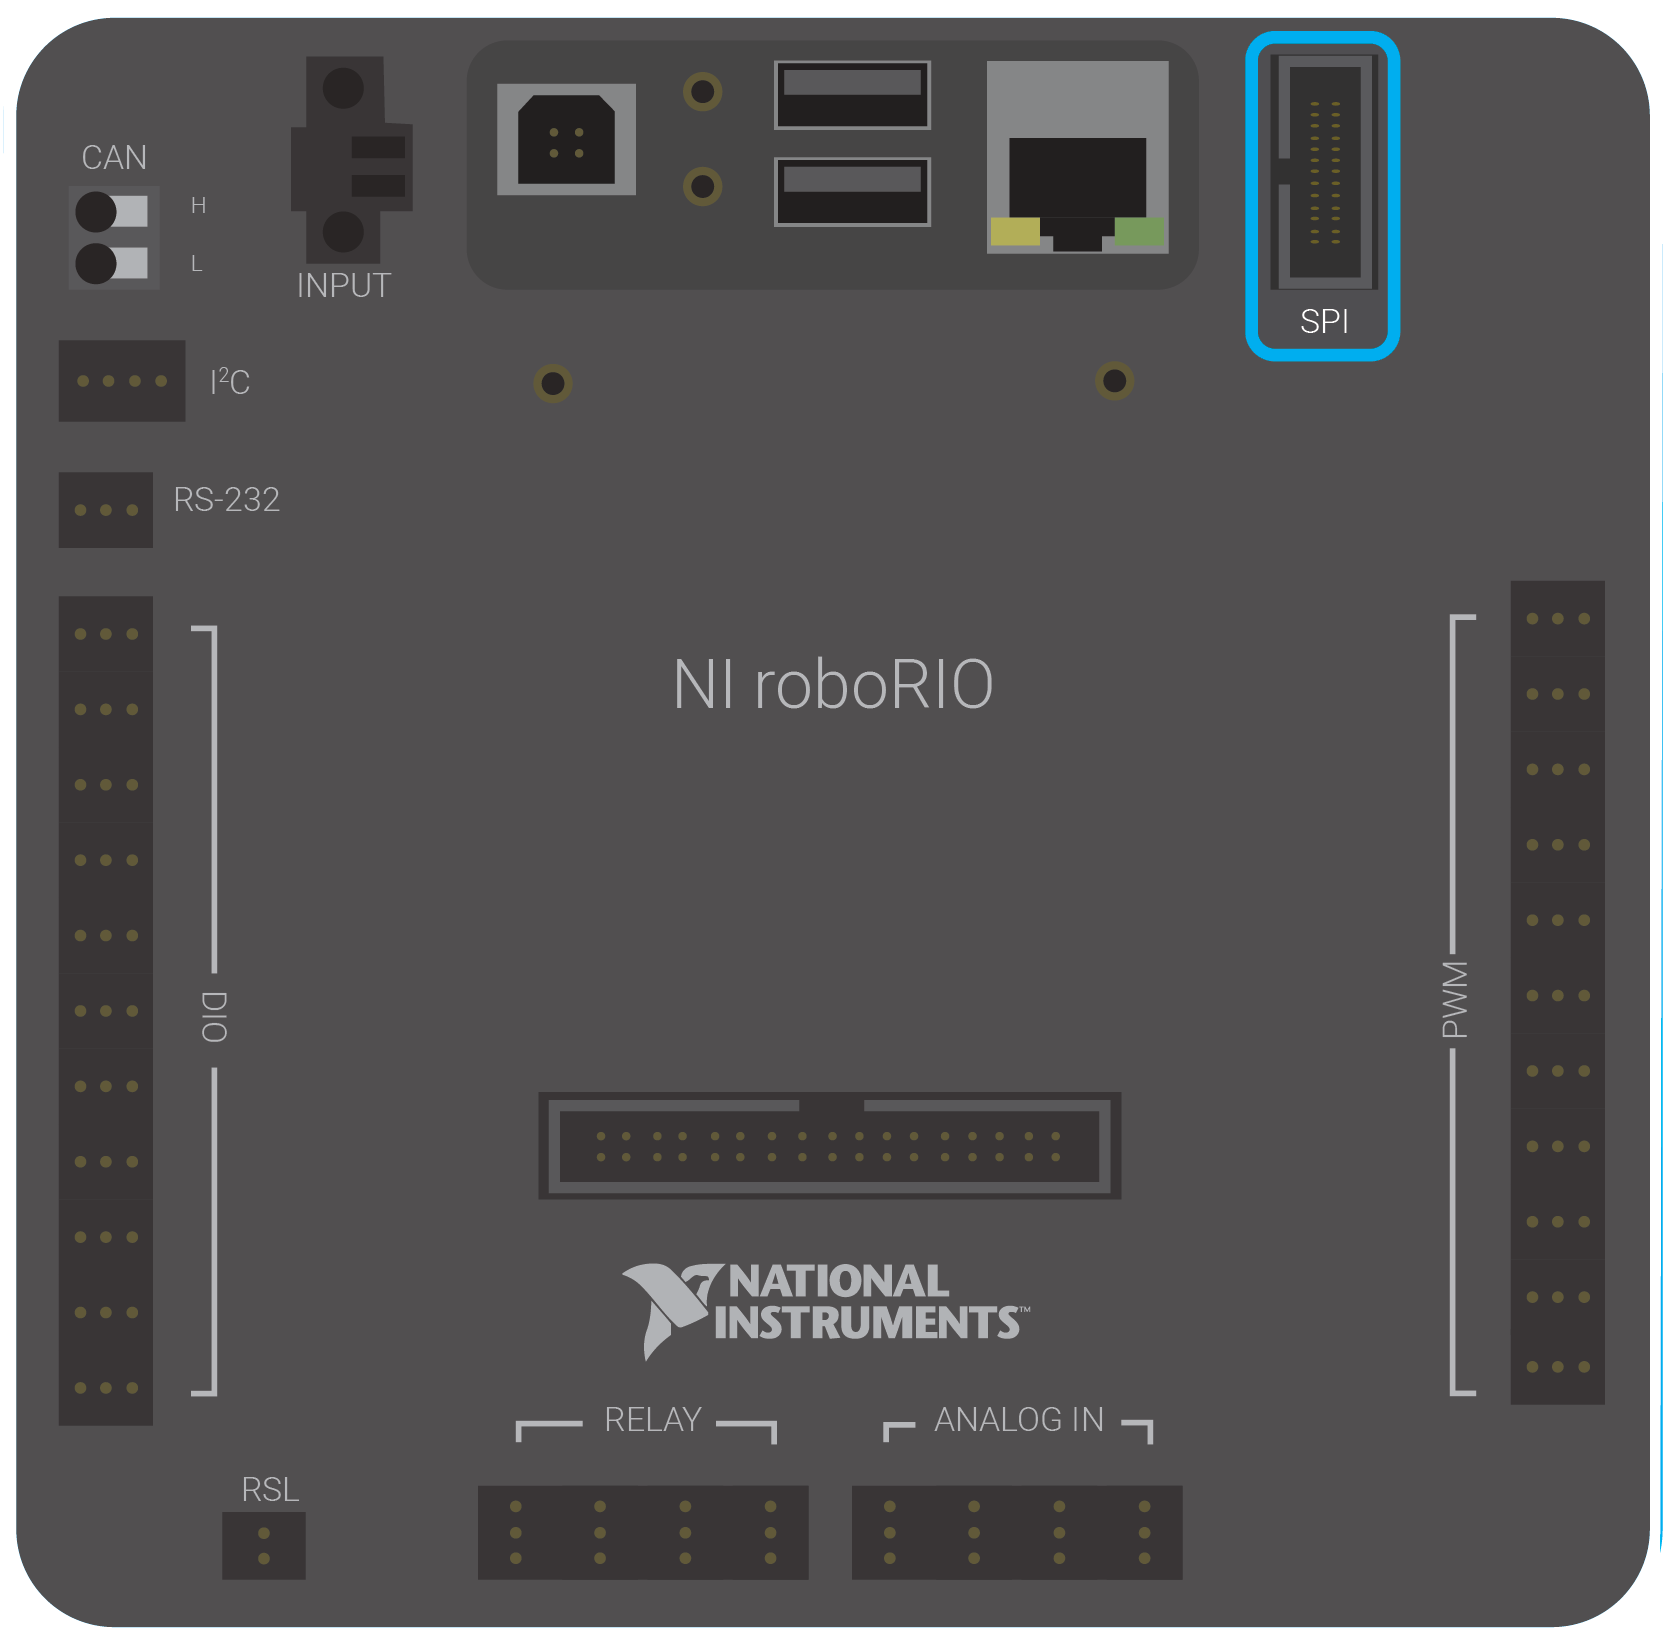 CAN
H
L
INPUT
SPI
I²C
RS-232
NI roboRIO
DIO
PWM
NATIONAL
INSTRUMENTS™
RELAY
ANALOG IN
RSL